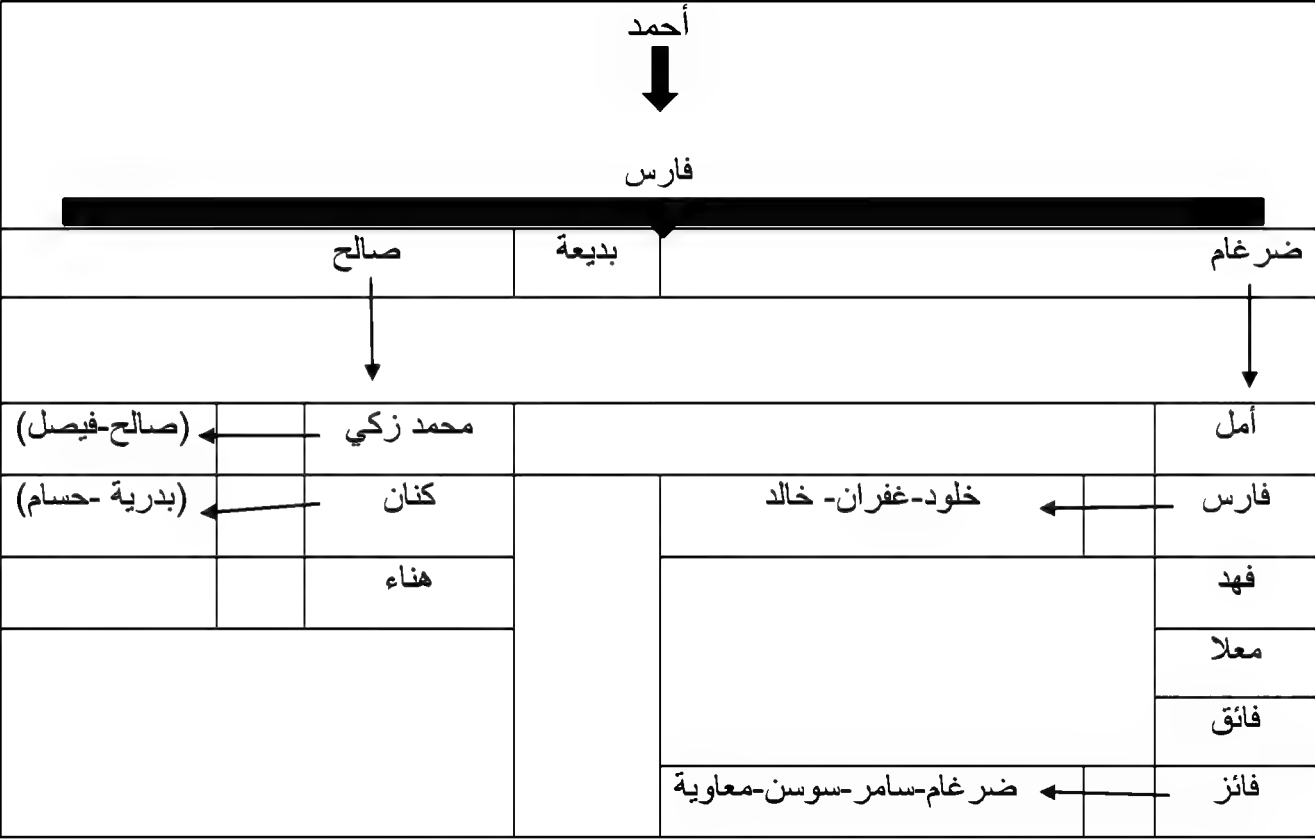 أحمد
فارس
ضرغام بديعة صالح
أمل محمد زكي (صالح-فيصل)
فارس خلود-غفران- خالد كنان (بدرية -حسام)
فهد هناء
معلا
فائق
فائز ضرغام-سامر-سوسن-معاوية